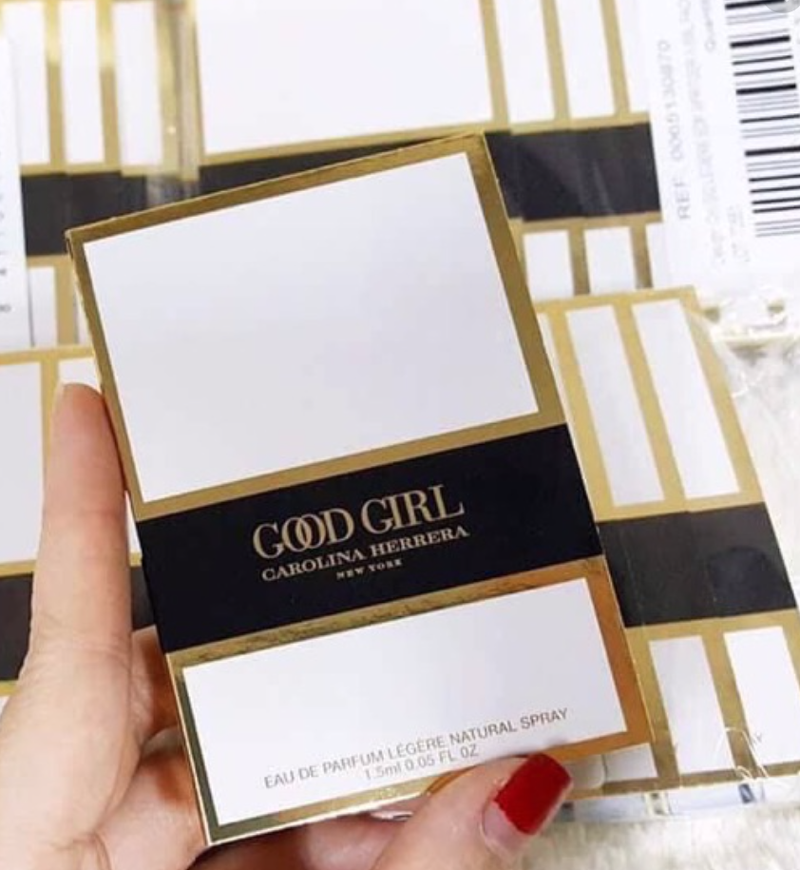 REF. 0065130870
GOOD GIRL
CAROLINA HERRERA
NEW YORK
EAU DE PARFUM LÉGÈRE NATURAL SPRAY
1.5ml 0.05 FL OZ